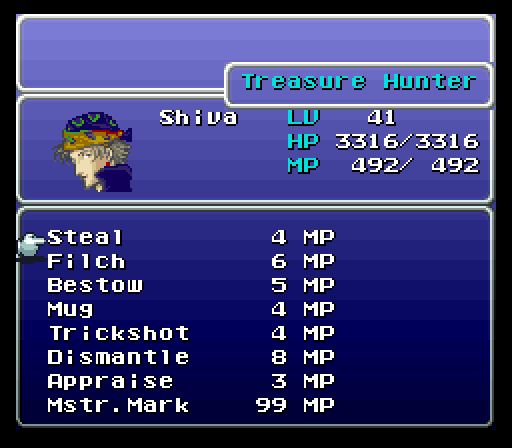 Treasure Hunter
Shiva LV 41
HP 3316/3316
MP 492/ 492
Steal 4 MP
Filch 6 MP
Bestow 5 MP
Mug 4 MP
Trickshot 4 MP
Dismantle 8 MP
Appraise 3 MP
Mstr.Mark 99 MP